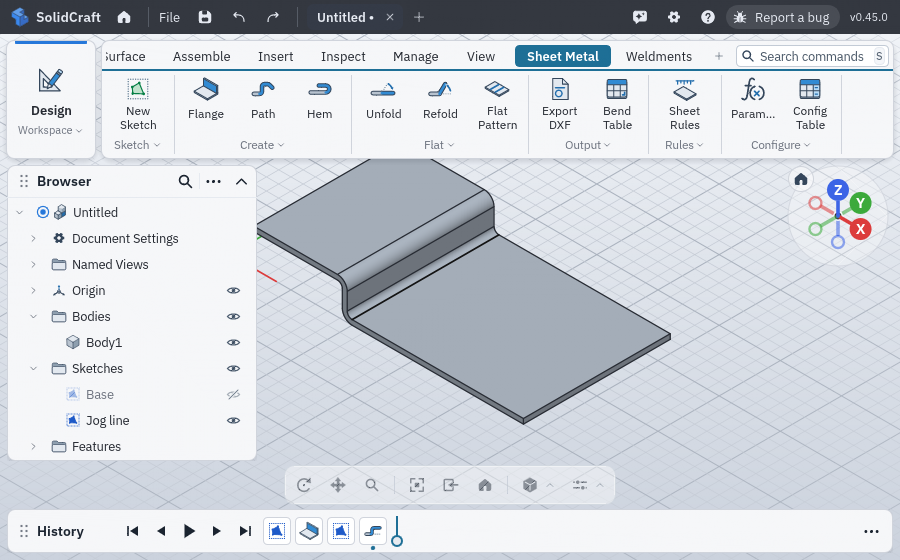 SolidCraft
File
Untitled •
Report a bug
v0.45.0
Design
Workspace
Surface
Assemble
Insert
Inspect
Manage
View
Sheet Metal
Weldments
Search commands
S
New Sketch
Flange
Path
Hem
Unfold
Refold
Flat Pattern
Export DXF
Bend Table
Sheet Rules
Param...
Config Table
Sketch
Create
Flat
Output
Rules
Configure
Browser
Untitled
Document Settings
Named Views
Origin
Bodies
Body1
Sketches
Base
Jog line
Features
Z
Y
X
History